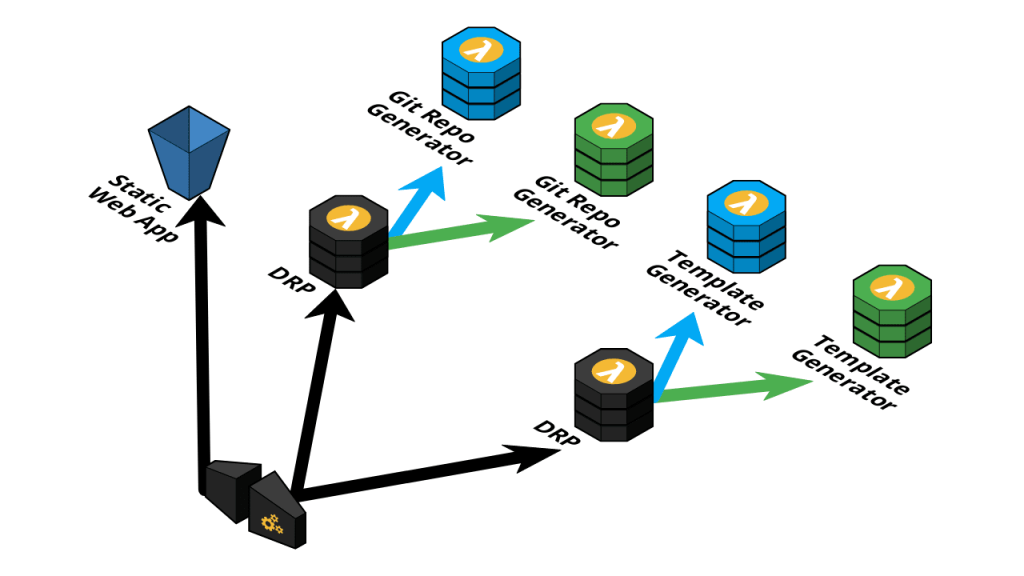 Git Repo
Generator
Static
Web App
Git Repo
Generator
DRP
Template
Generator
Template
Generator
DRP